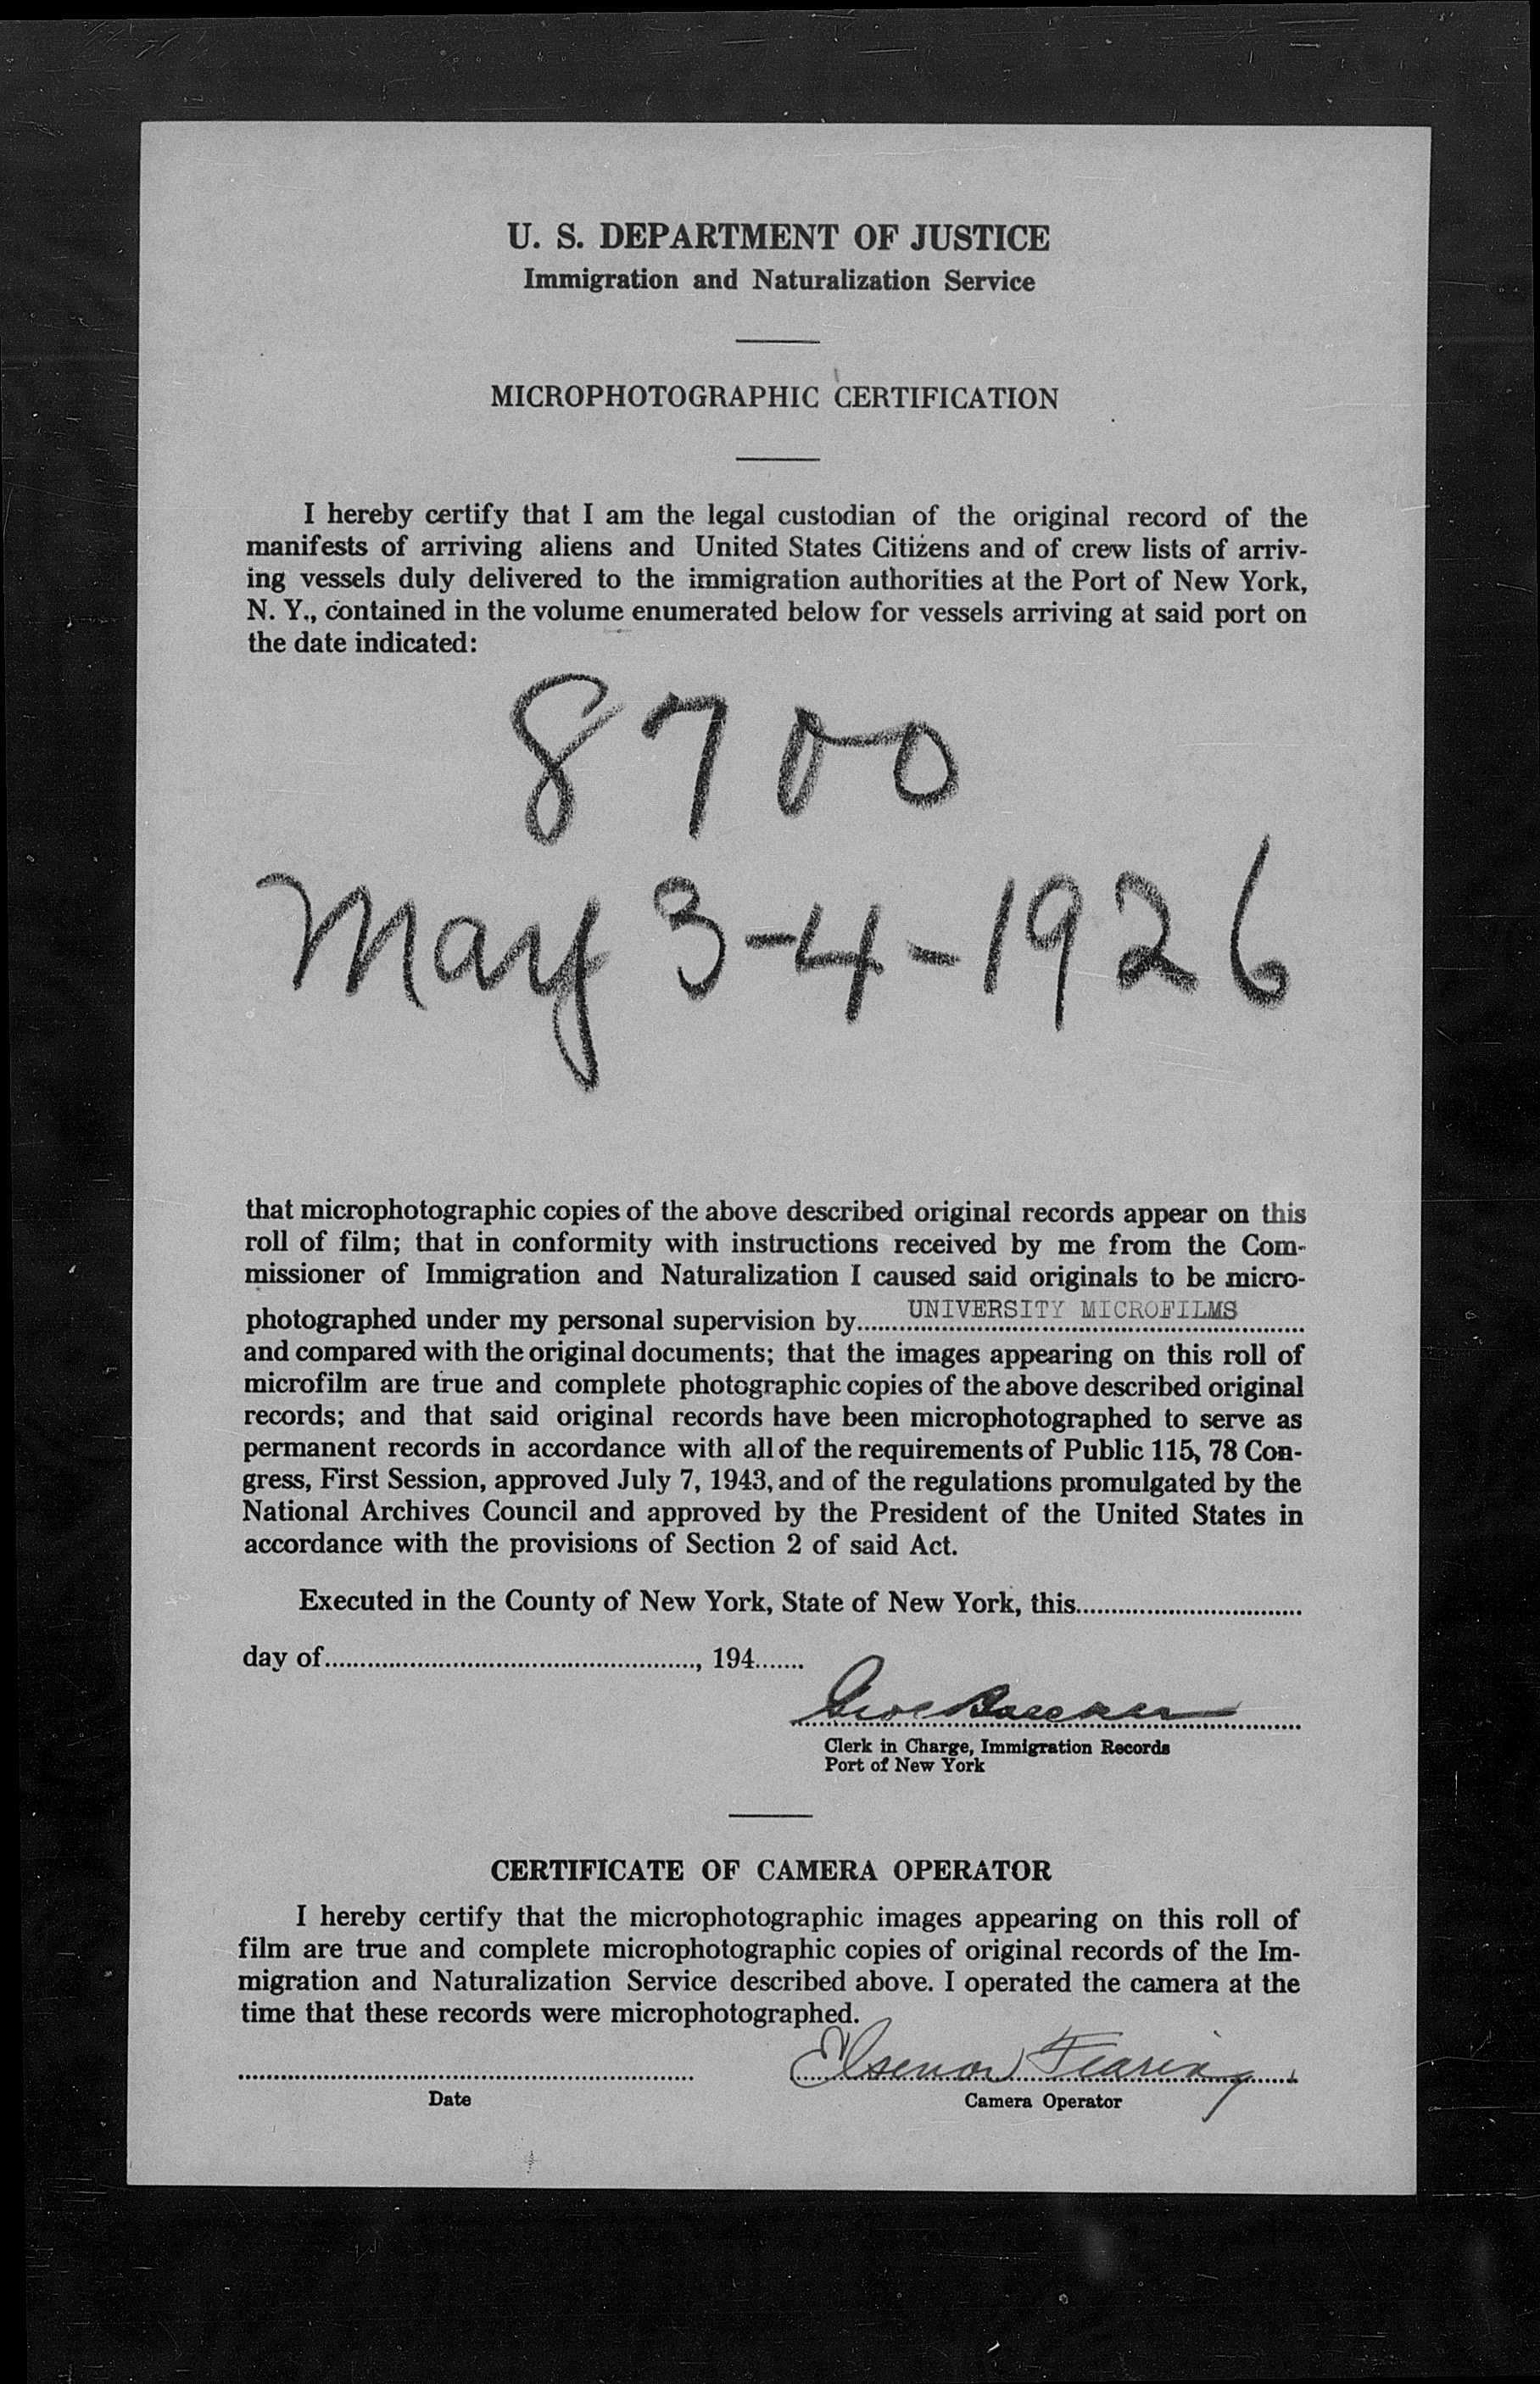 U. S. DEPARTMENT OF JUSTICE
Immigration and Naturalization Service
MICROPHOTOGRAPHIC CERTIFICATION
I hereby certify that I am the legal custodian of the original record of the
manifests of arriving aliens and United States Citizens and of crew lists of arriv-
ing vessels duly delivered to the immigration authorities at the Port of New York,
N. Y., contained in the volume enumerated below for vessels arriving at said port on
the date indicated:
8700
May 3-4-1926
that microphotographic copies of the above described original records appear on this
roll of film; that in conformity with instructions received by me from the Com-
missioner of Immigration and Naturalization I caused said originals to be micro-
photographed under my personal supervision by UNIVERSITY MICROFILMS
and compared with the original documents; that the images appearing on this roll of
microfilm are true and complete photographic copies of the above described original
records; and that said original records have been microphotographed to serve as
permanent records in accordance with all of the requirements of Public 115, 78 Con-
gress, First Session, approved July 7, 1943, and of the regulations promulgated by the
National Archives Council and approved by the President of the United States in
accordance with the provisions of Section 2 of said Act.
Executed in the County of New York, State of New York, this
day of , 194
Clerk in Charge, Immigration Records
Port of New York
CERTIFICATE OF CAMERA OPERATOR
I hereby certify that the microphotographic images appearing on this roll of
film are true and complete microphotographic copies of original records of the Im-
migration and Naturalization Service described above. I operated the camera at the
time that these records were microphotographed.
Fearing
Date
Camera Operator